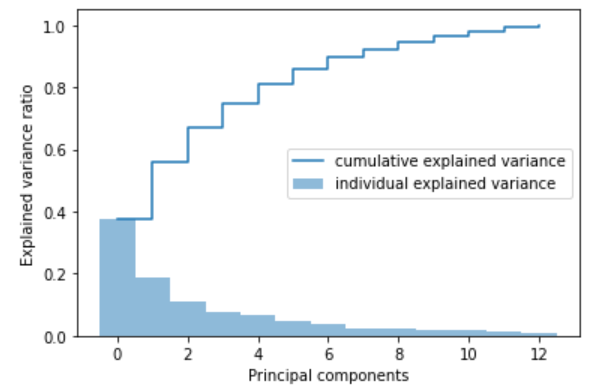 1.0
0.8
0.6
0.4
0.2
0.0
Explained variance ratio
cumulative explained variance
individual explained variance
0 2 4 6 8 10 12
Principal components